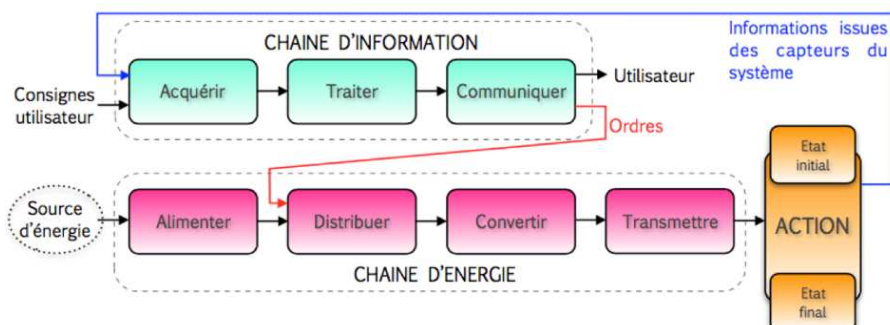 CHAINE D'INFORMATION
Informations issues
des capteurs du
système
Consignes
utilisateur
Acquérir
Traiter
Communiquer
Utilisateur
Ordres
Source
d'énergie
Alimenter
Distribuer
Convertir
Transmettre
Etat
initial
ACTION
Etat
final
CHAINE D'ENERGIE